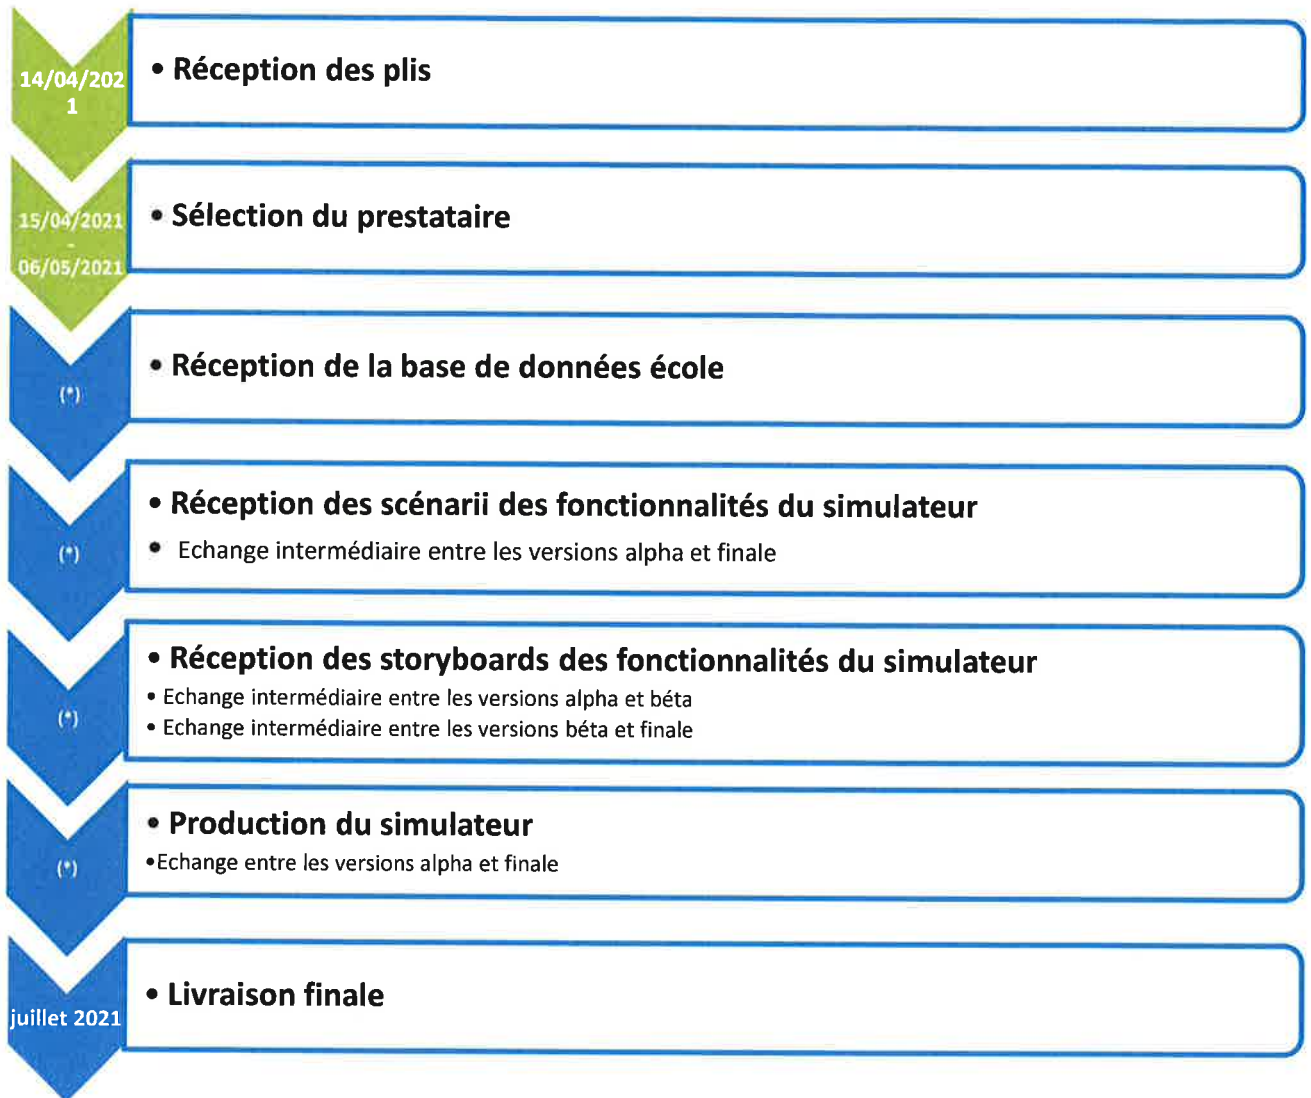 14/04/202
1
• Réception des plis
15/04/2021
-
06/05/2021
• Sélection du prestataire
(*)
• Réception de la base de données école
(*)
• Réception des scénarii des fonctionnalités du simulateur
• Echange intermédiaire entre les versions alpha et finale
(*)
• Réception des storyboards des fonctionnalités du simulateur
• Echange intermédiaire entre les versions alpha et béta
• Echange intermédiaire entre les versions béta et finale
(*)
• Production du simulateur
•Echange entre les versions alpha et finale
juillet 2021
• Livraison finale